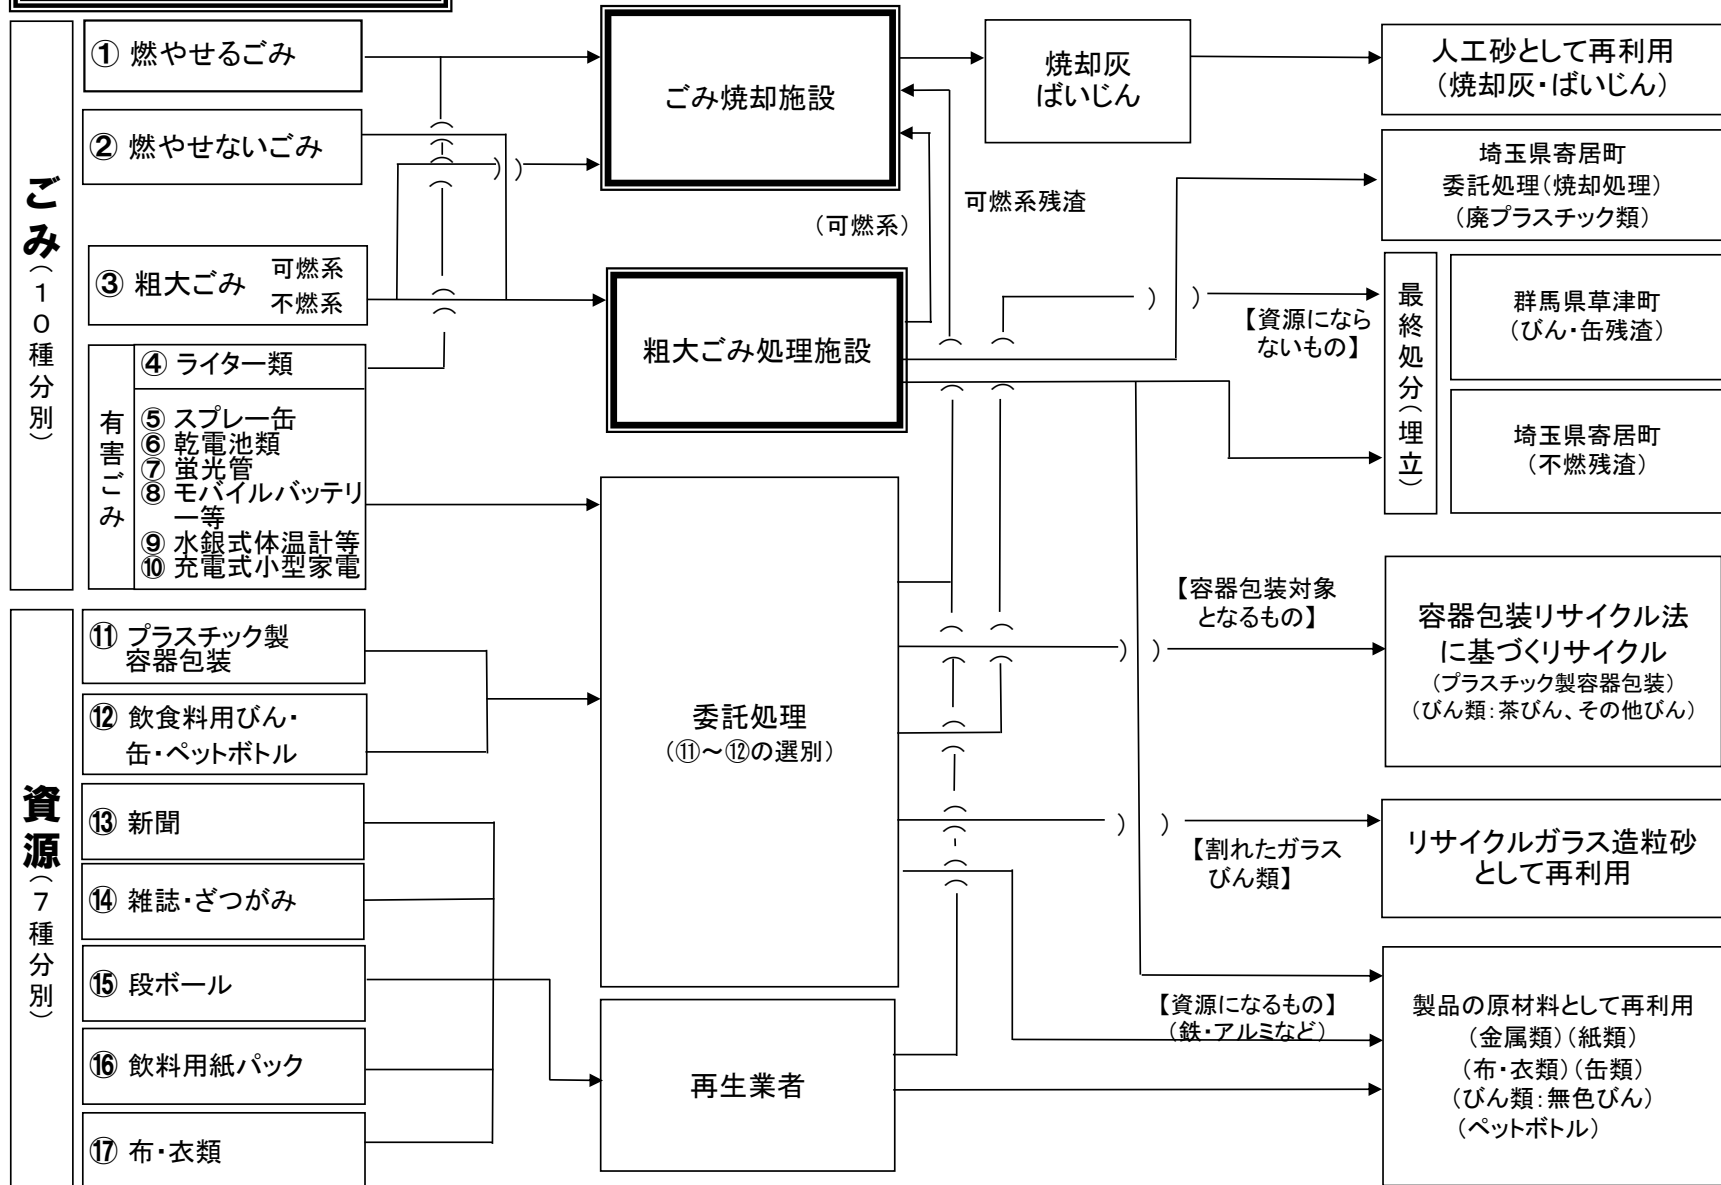 ごみ（１０種分別）
① 燃やせるごみ
② 燃やせないごみ
③ 粗大ごみ
可燃系
不燃系
有害ごみ
④ ライター類
⑤ スプレー缶
⑥ 乾電池類
⑦ 蛍光管
⑧ モバイルバッテリ
ー等
⑨ 水銀式体温計等
⑩ 充電式小型家電
資源（７種分別）
⑪ プラスチック製
容器包装
⑫ 飲食料用びん・
缶・ペットボトル
⑬ 新聞
⑭ 雑誌・ざつがみ
⑮ 段ボール
⑯ 飲料用紙パック
⑰ 布・衣類
ごみ焼却施設
（可燃系）
可燃系残渣
粗大ごみ処理施設
委託処理
（⑪～⑫の選別）
再生業者
焼却灰
ばいじん
人工砂として再利用
（焼却灰・ばいじん）
埼玉県寄居町
委託処理（焼却処理）
（廃プラスチック類）
【資源になら
ないもの】
最終処分（埋立）
群馬県草津町
（びん・缶残渣）
埼玉県寄居町
（不燃残渣）
【容器包装対象
となるもの】
容器包装リサイクル法
に基づくリサイクル
（プラスチック製容器包装）
（びん類：茶びん、その他びん）
【割れたガラス
びん類】
リサイクルガラス造粒砂
として再利用
【資源になるもの】
（鉄・アルミなど）
製品の原材料として再利用
（金属類）（紙類）
（布・衣類）（缶類）
（びん類：無色びん）
（ペットボトル）